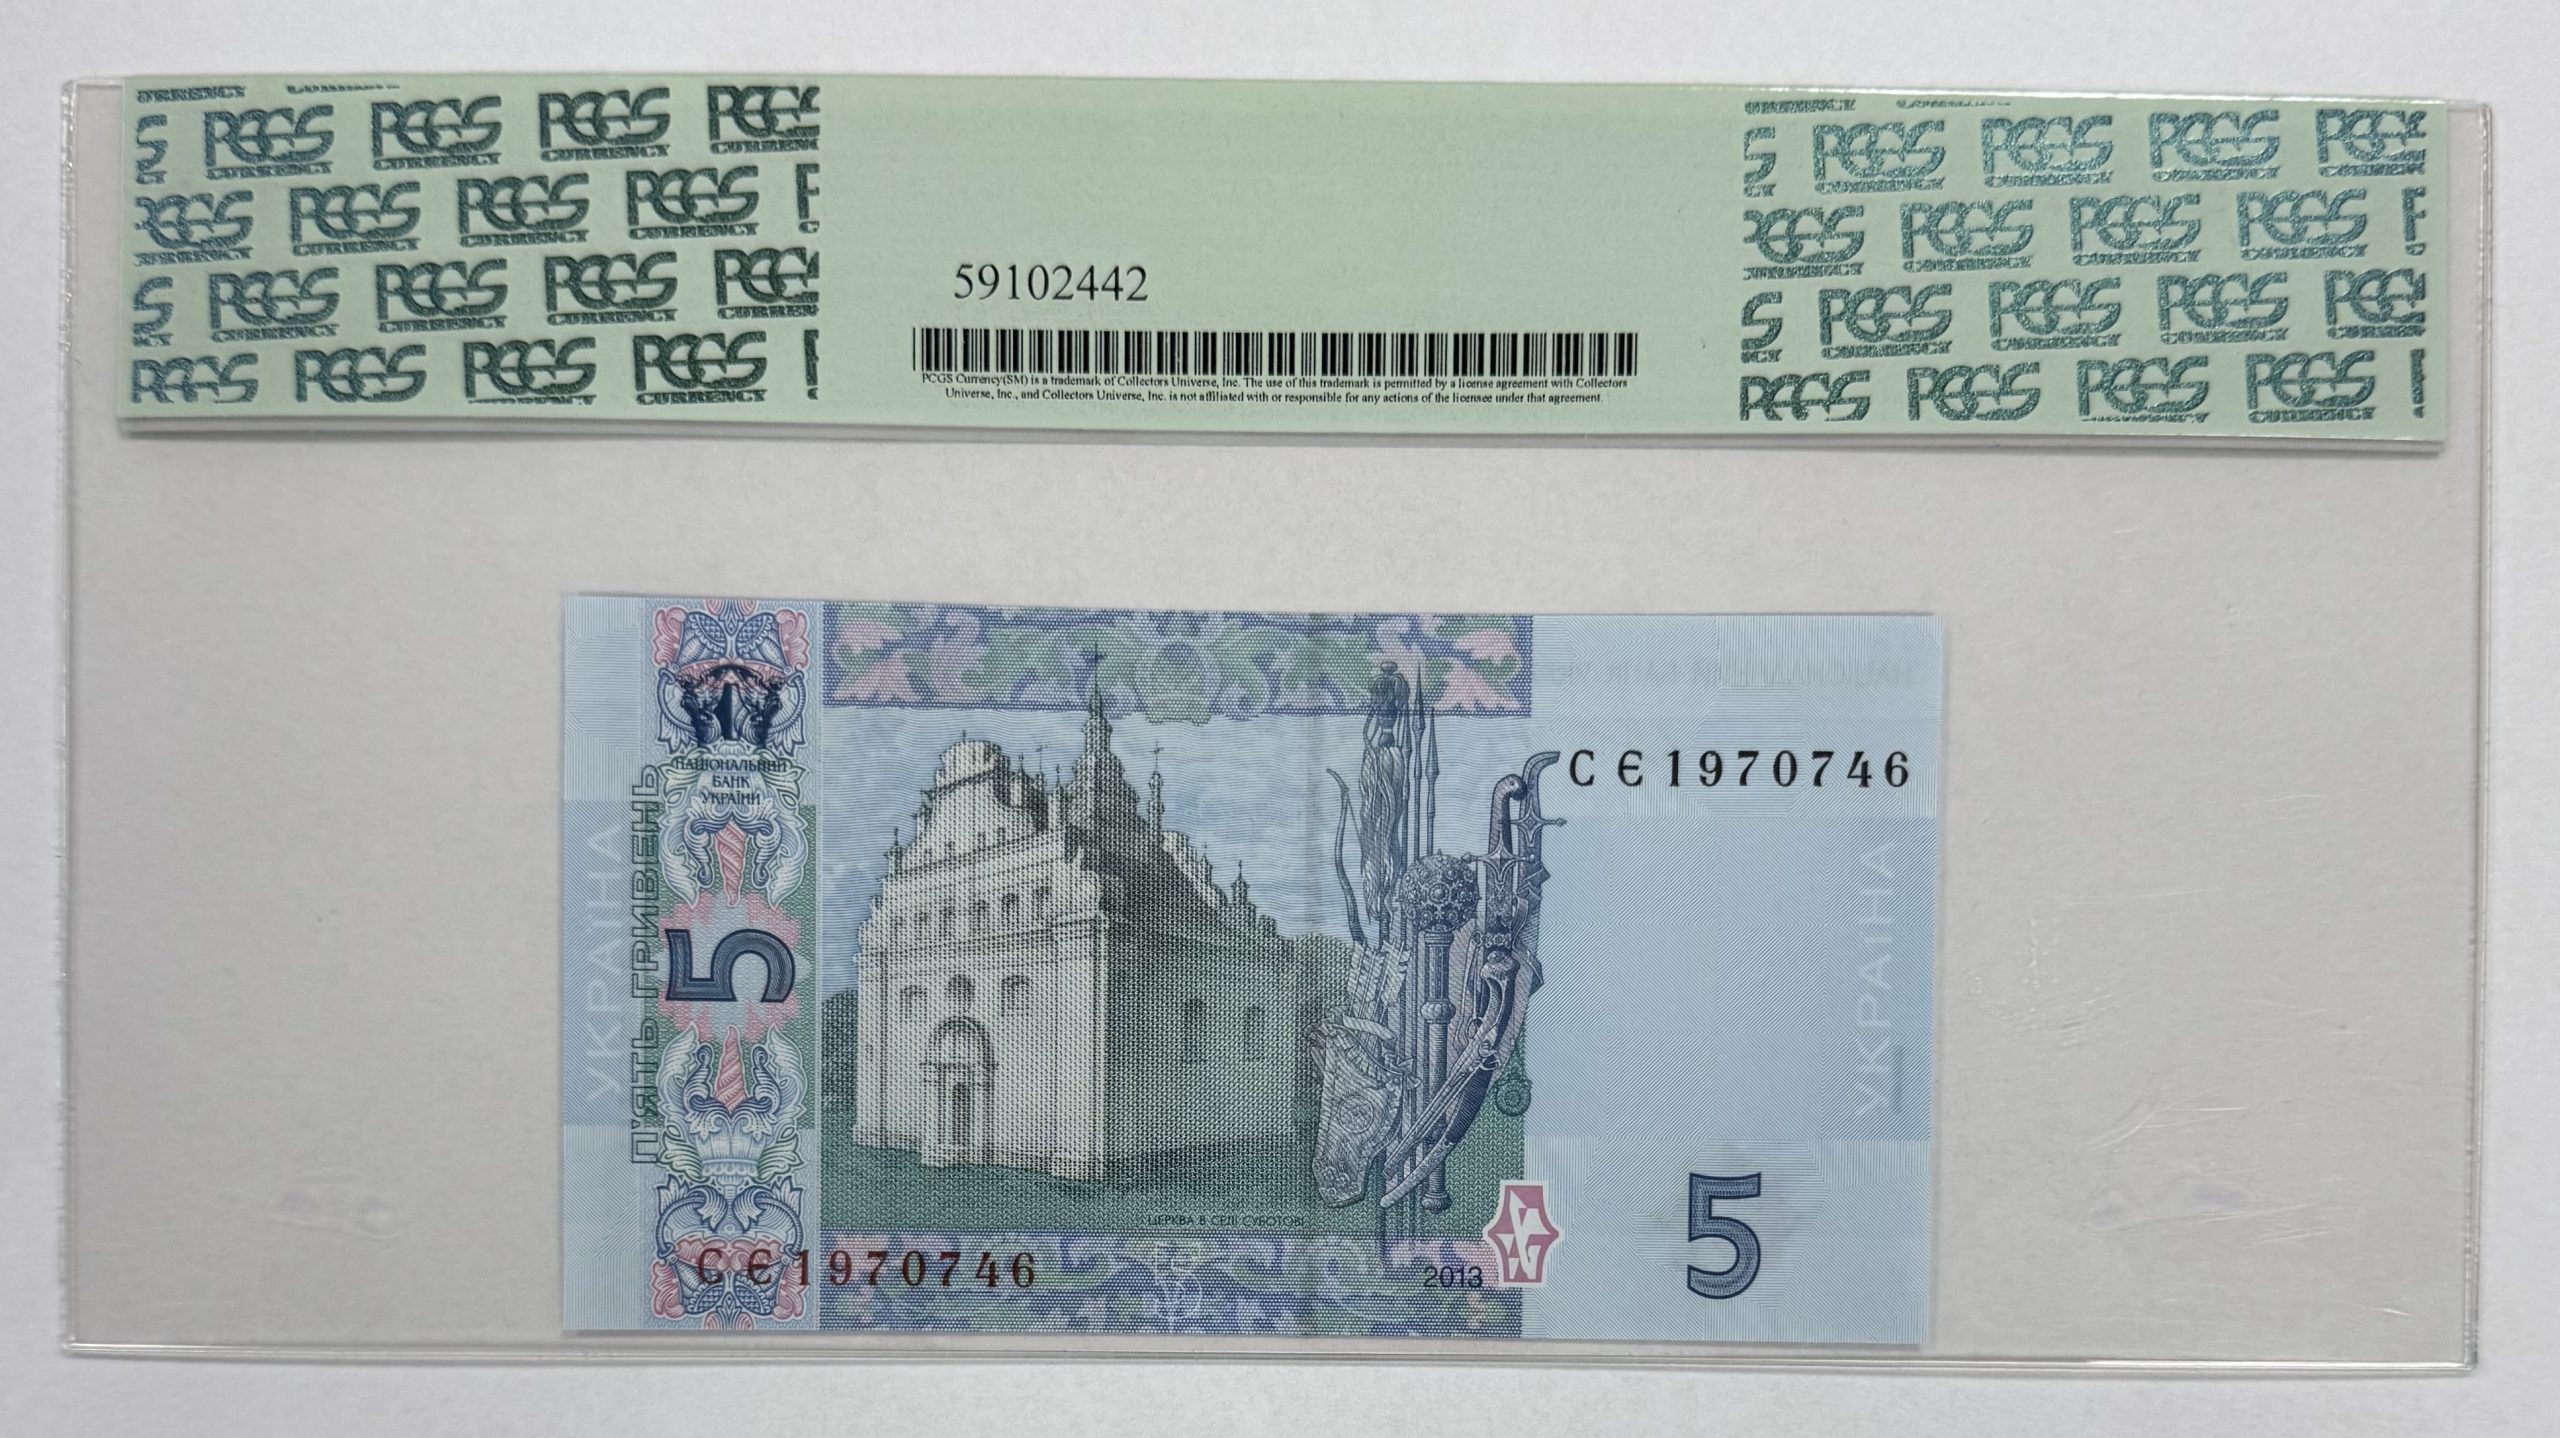 PCGS CURRENCY
59102442
PCGS Currency(SM) is a trademark of Collectors Universe, Inc. The use of this trademark is permitted by a license agreement with Collectors
Universe, Inc., and Collectors Universe, Inc. is not affiliated with or responsible for any actions of the licensee under that agreement.
НАЦІОНАЛЬНИЙ
БАНК
УКРАЇНИ
СЄ1970746
УКРАЇНА
П'ЯТЬ ГРИВЕНЬ
5
УКРАЇНА
ЦЕРКВА В СЕЛІ СУБОТОВІ
СЄ1970746
2013
5